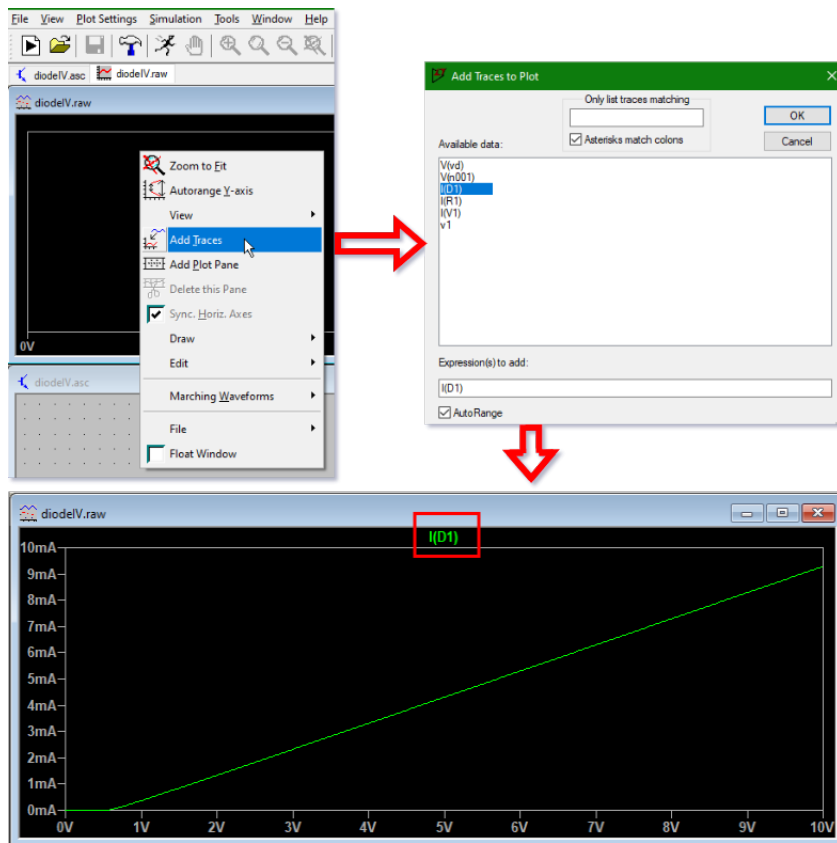 File View Plot Settings Simulation Tools Window Help
diodeIV.asc diodeIV.raw
diodeIV.raw
Zoom to Fit
Autorange Y-axis
View
Add Traces
Add Plot Pane
Delete this Pane
Sync. Horiz. Axes
Draw
Edit
Marching Waveforms
File
Float Window
0V
diodeIV.asc
Add Traces to Plot
Only list traces matching
OK
Available data:
Asterisks match colons
Cancel
V(vd)
V(n001)
I(D1)
I(R1)
I(V1)
v1
Expression(s) to add:
I(D1)
AutoRange
diodeIV.raw
I(D1)
10mA
9mA
8mA
7mA
6mA
5mA
4mA
3mA
2mA
1mA
0mA
0V 1V 2V 3V 4V 5V 6V 7V 8V 9V 10V